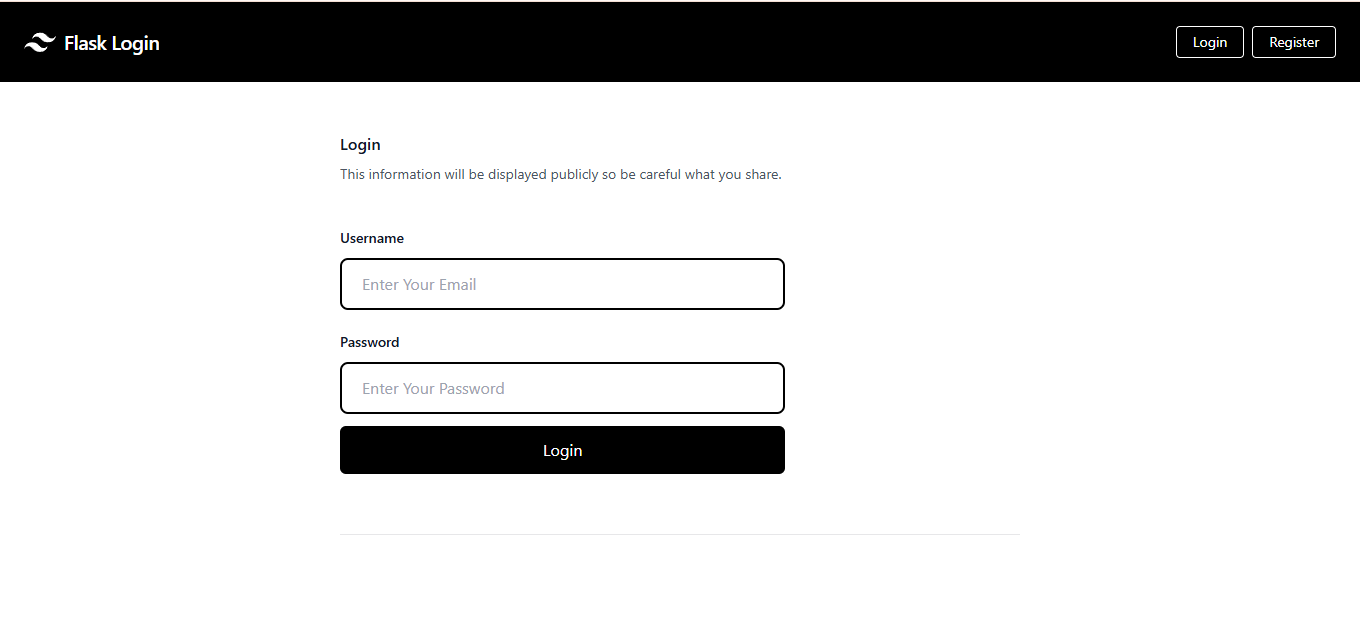 Flask Login
Login
Register
Login
This information will be displayed publicly so be careful what you share.
Username
Enter Your Email
Password
Enter Your Password
Login